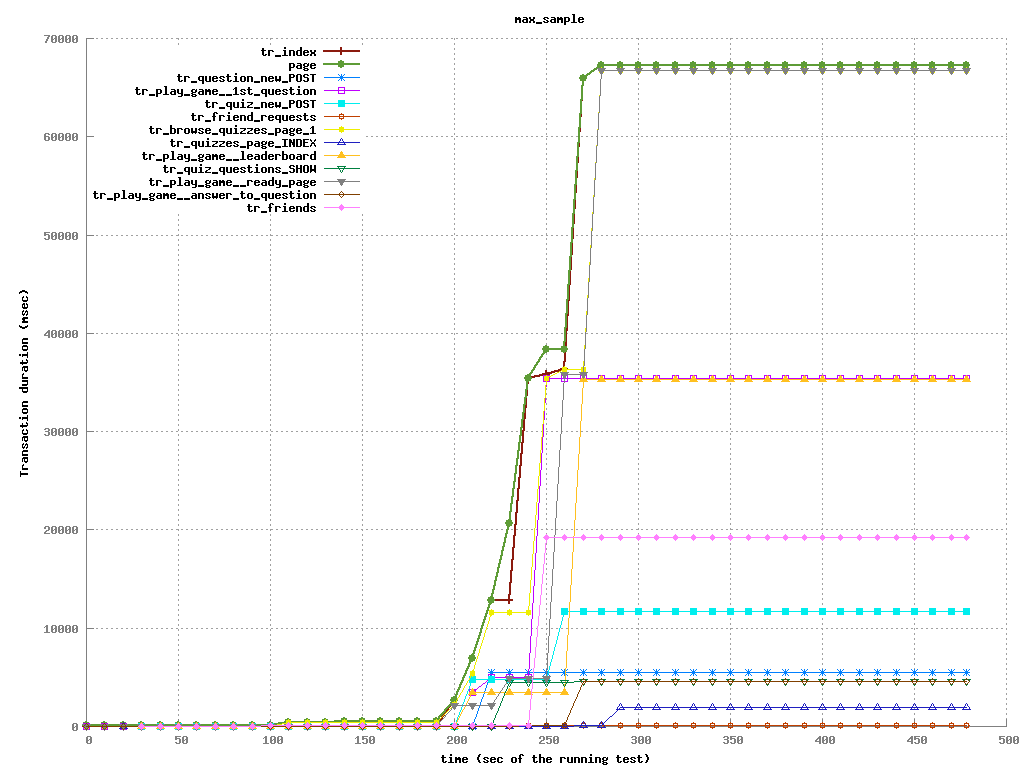 max_sample
70000
60000
50000
40000
30000
20000
10000
0
Transaction duration (msec)
tr_index
page
tr_question_new_POST
tr_play_game__1st_question
tr_quiz_new_POST
tr_friend_requests
tr_browse_quizzes_page_1
tr_quizzes_page_INDEX
tr_play_game__leaderboard
tr_quiz_questions_SHOW
tr_play_game__ready_page
tr_play_game__answer_to_question
tr_friends
0 50 100 150 200 250 300 350 400 450 500
time (sec of the running test)